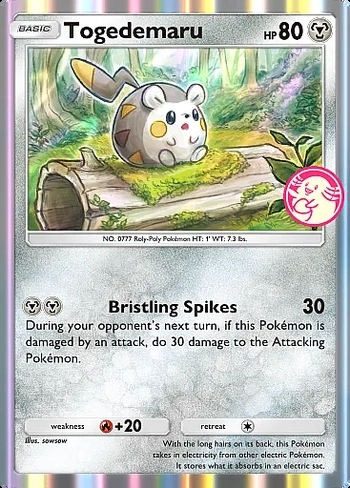 BASIC Togedemaru HP 80
NO. 0777 Roly-Poly Pokémon HT: 1' WT: 7.3 lbs.
Bristling Spikes 30
During your opponent's next turn, if this Pokémon is
damaged by an attack, do 30 damage to the Attacking
Pokémon.
weakness +20 retreat
Illus. sowsow
With the long hairs on its back, this Pokémon
takes in electricity from other electric Pokémon.
It stores what it absorbs in an electric sac.